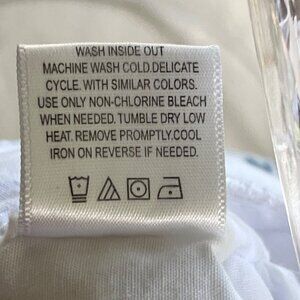 WASH INSIDE OUT
MACHINE WASH COLD.DELICATE
CYCLE. WITH SIMILAR COLORS.
USE ONLY NON-CHLORINE BLEACH
WHEN NEEDED. TUMBLE DRY LOW
HEAT. REMOVE PROMPTLY.COOL
IRON ON REVERSE IF NEEDED.